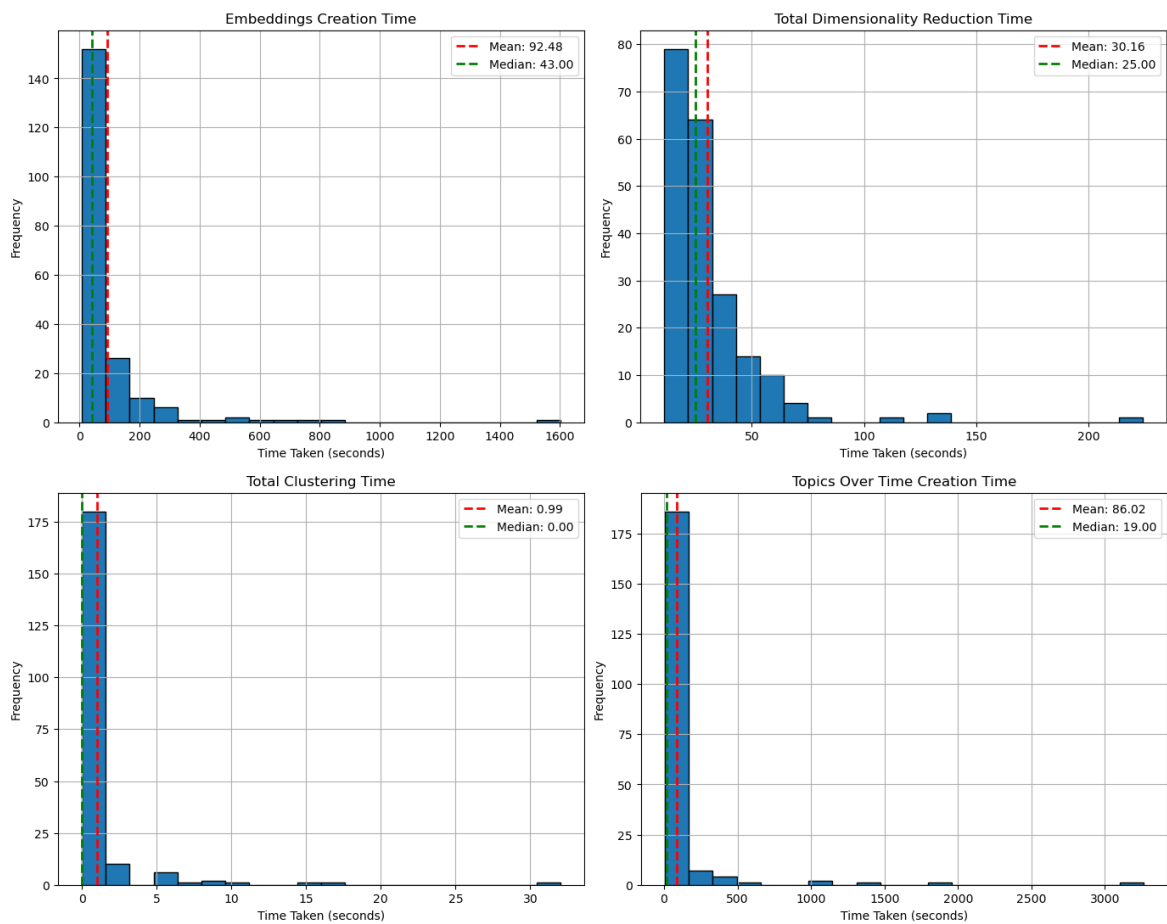 Embeddings Creation Time
Mean: 92.48
Median: 43.00
Frequency
140
120
100
80
60
40
20
0
0 200 400 600 800 1000 1200 1400 1600
Time Taken (seconds)
Total Dimensionality Reduction Time
Mean: 30.16
Median: 25.00
Frequency
80
70
60
50
40
30
20
10
0
50 100 150 200
Time Taken (seconds)
Total Clustering Time
Mean: 0.99
Median: 0.00
Frequency
175
150
125
100
75
50
25
0
0 5 10 15 20 25 30
Time Taken (seconds)
Topics Over Time Creation Time
Mean: 86.02
Median: 19.00
Frequency
175
150
125
100
75
50
25
0
0 500 1000 1500 2000 2500 3000
Time Taken (seconds)